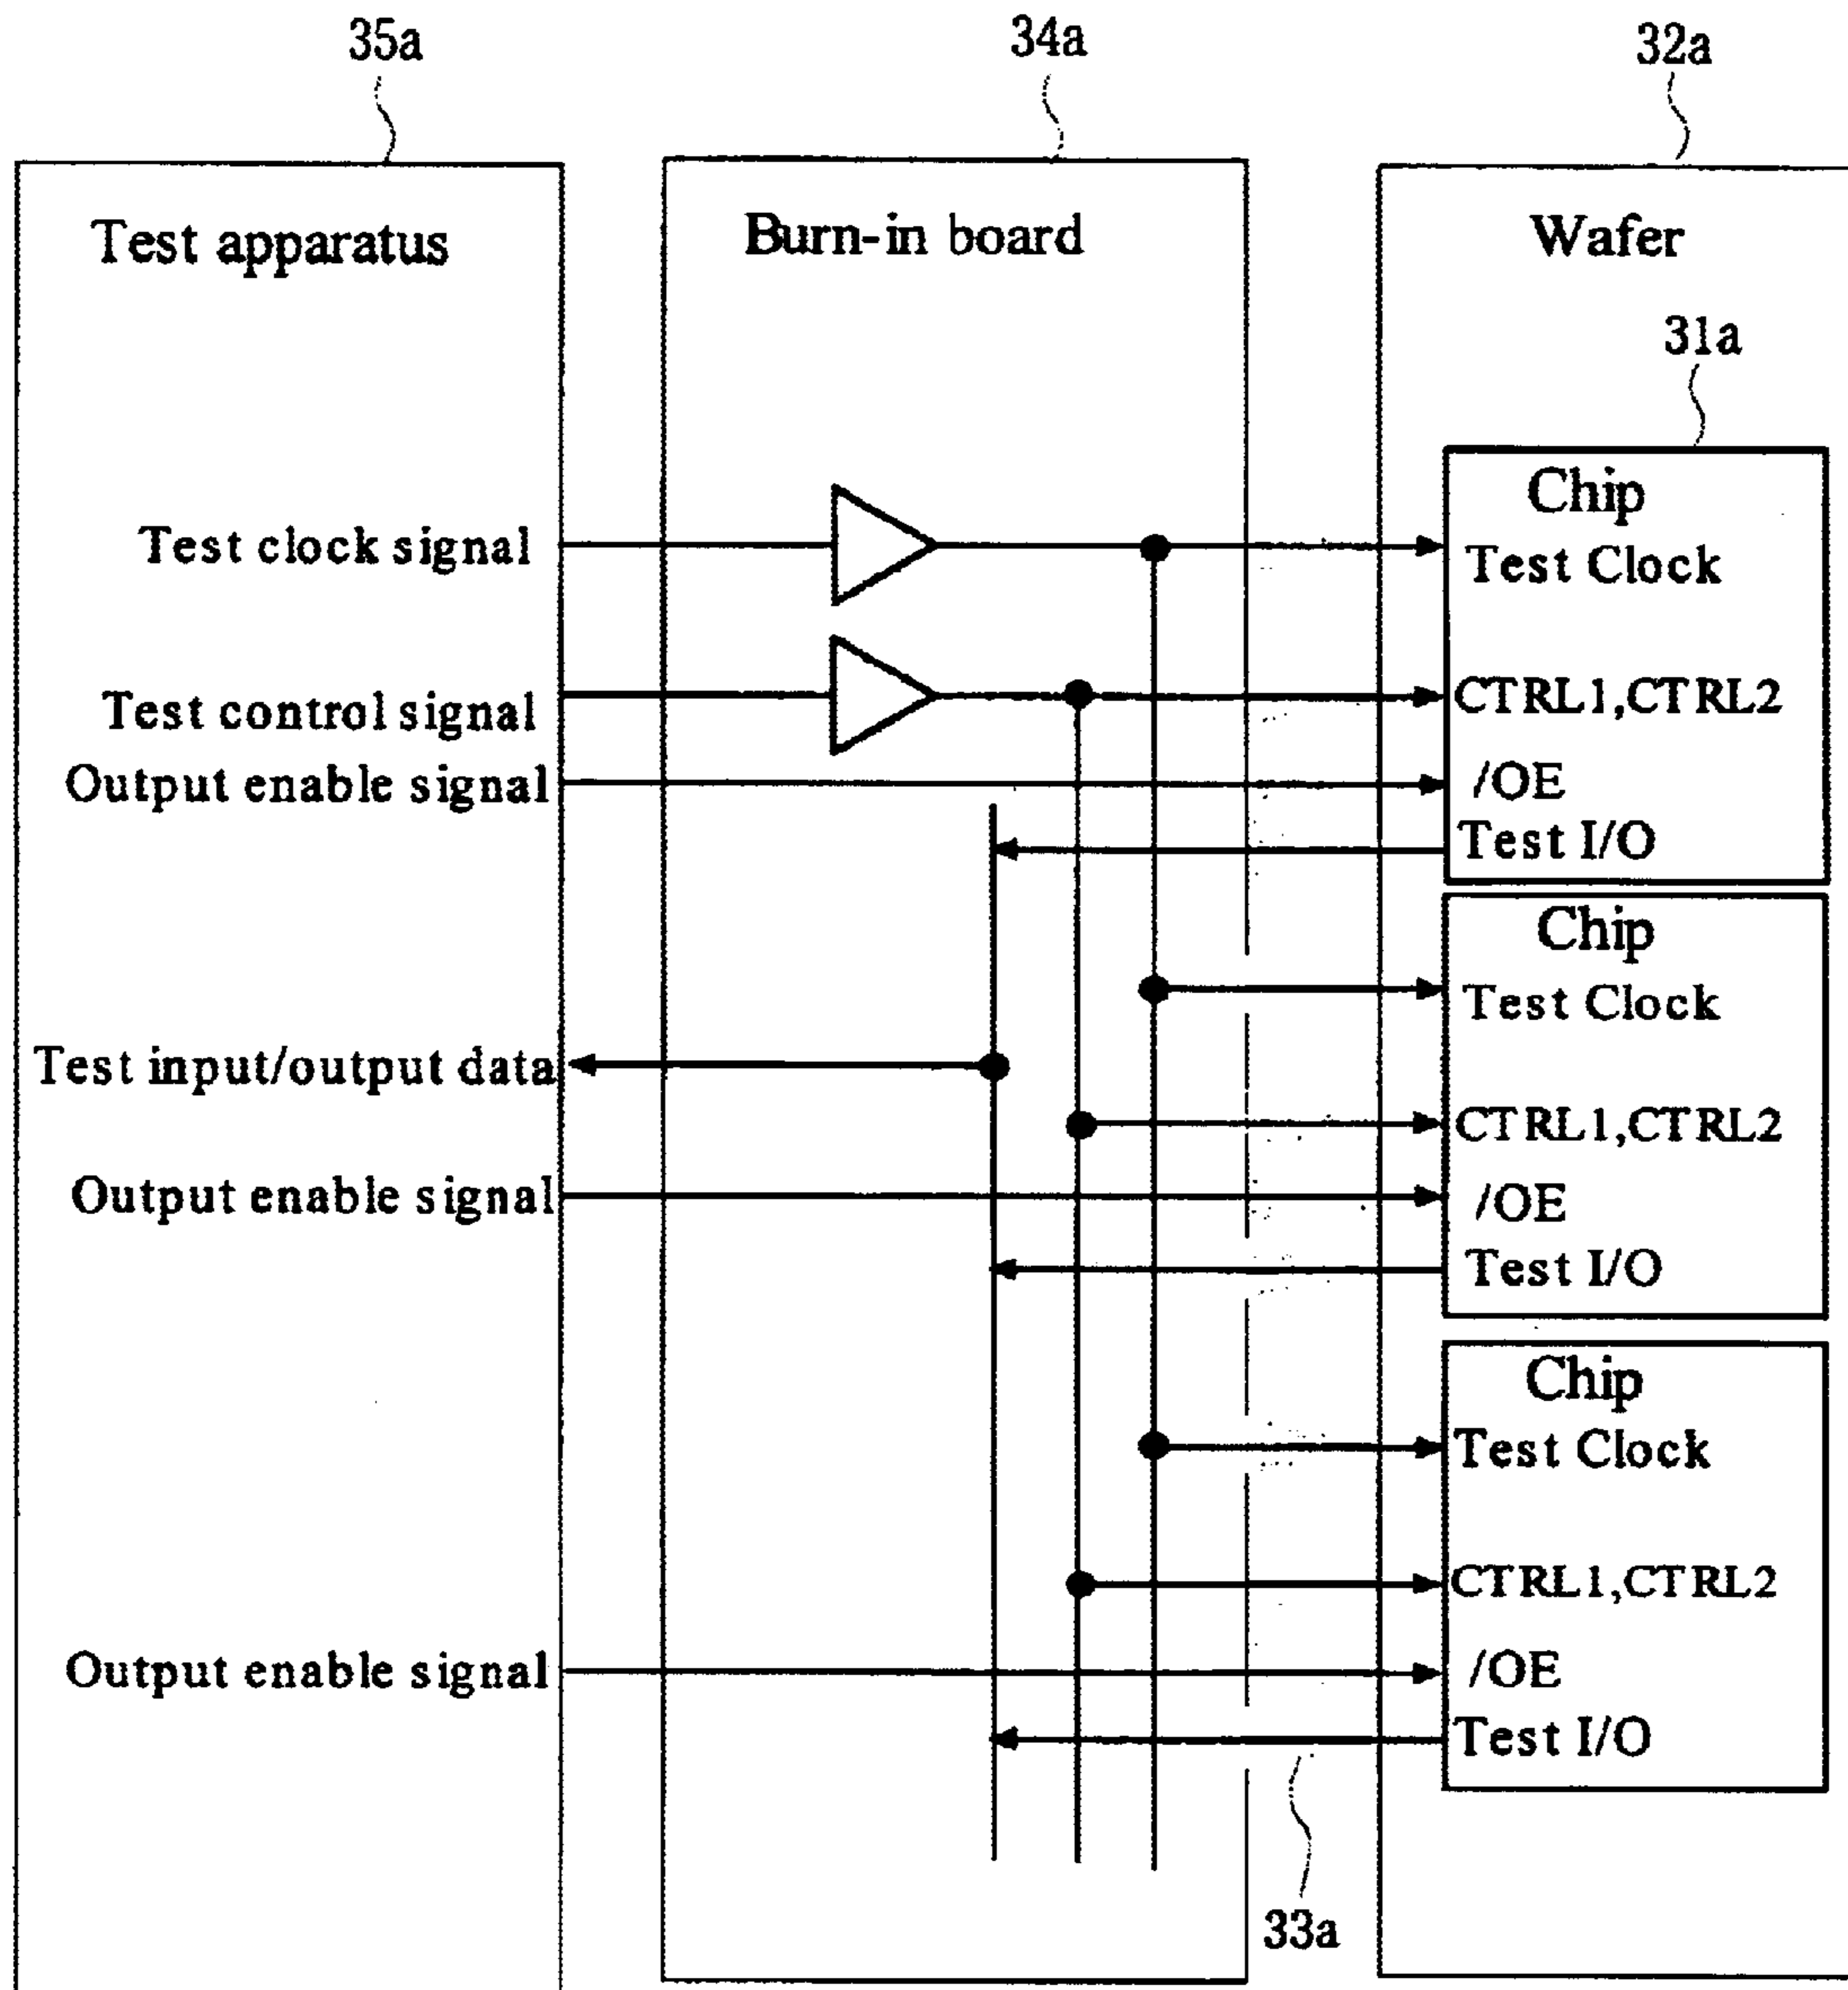 35a
34a
32a
Test apparatus
Burn-in board
Wafer
31a
Chip
Test clock signal
Test Clock
Test control signal
CTRL1,CTRL2
Output enable signal
/OE
Test I/O
Chip
Test Clock
Test input/output data
CTRL1,CTRL2
Output enable signal
/OE
Test I/O
Chip
Test Clock
CTRL1,CTRL2
Output enable signal
/OE
Test I/O
33a